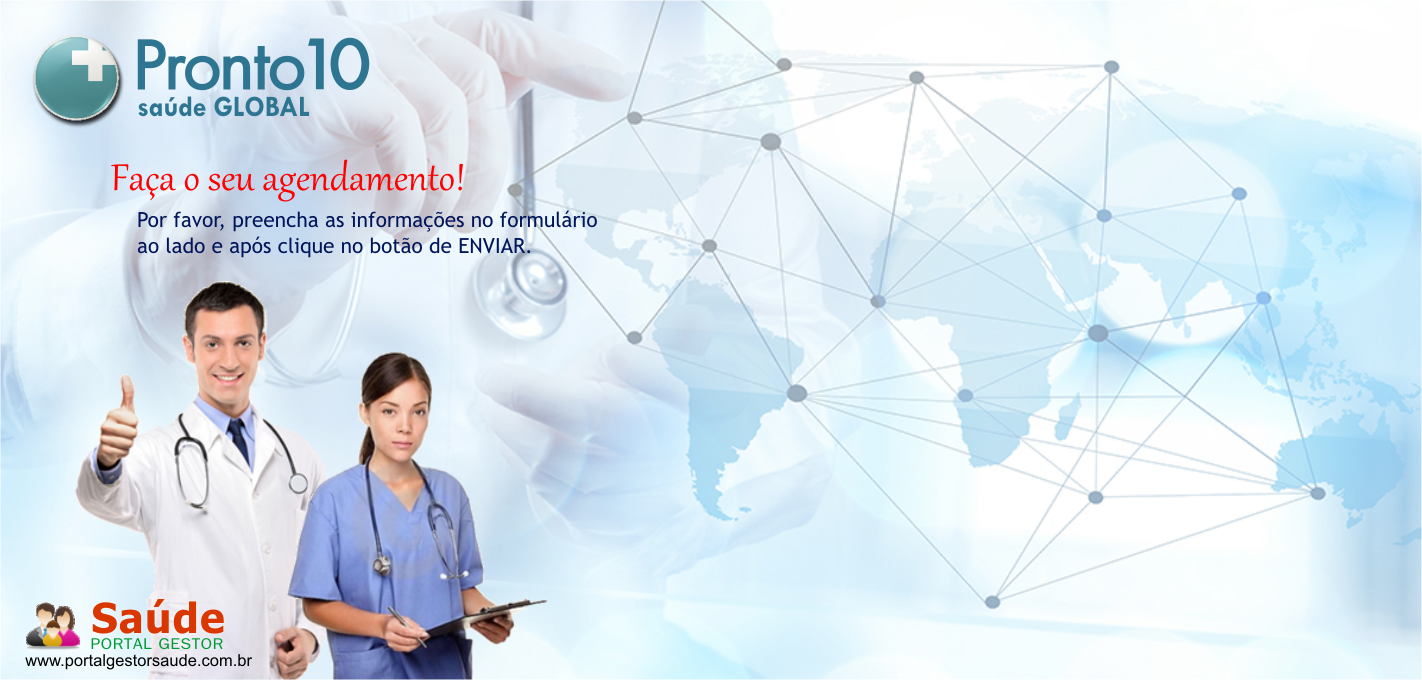 Pronto10
saúde GLOBAL
Faça o seu agendamento!
Por favor, preencha as informações no formulário
ao lado e após clique no botão de ENVIAR.
Saúde
PORTAL GESTOR
www.portalgestorsaude.com.br